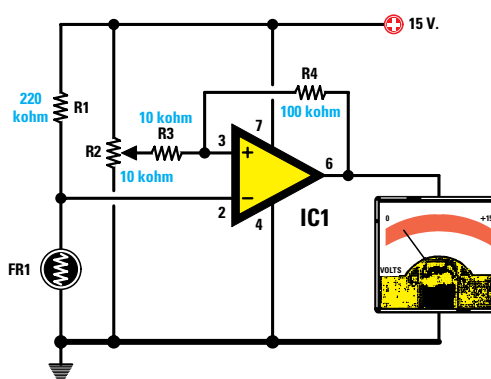 15 V.
R4
100 kohm
220
kohm
R1
10 kohm
R3
R2
10 kohm
3
7
+
6
−
2
4
IC1
FR1
0
+15
VOLTS